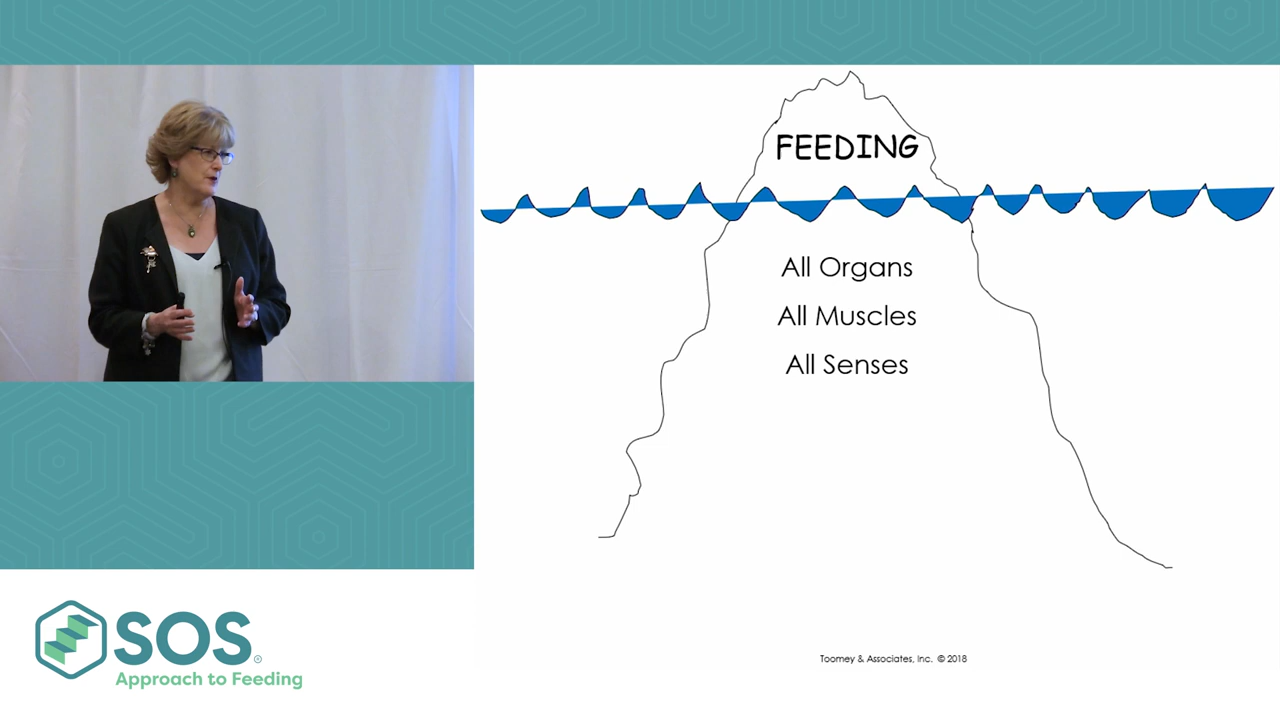 FEEDING
All Organs
All Muscles
All Senses
SOS®
Approach to Feeding
Toomey & Associates, Inc. © 2018